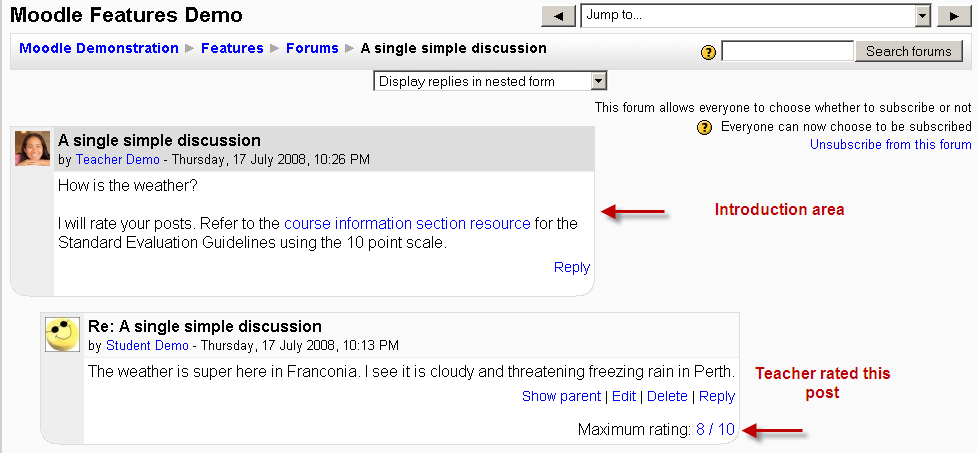 Moodle Features Demo
◄ Jump to... ►
Moodle Demonstration ► Features ► Forums ► A single simple discussion
? Search forums
Display replies in nested form
This forum allows everyone to choose whether to subscribe or not
? Everyone can now choose to be subscribed
Unsubscribe from this forum
A single simple discussion
by Teacher Demo - Thursday, 17 July 2008, 10:26 PM
How is the weather?
I will rate your posts. Refer to the course information section resource for the
Standard Evaluation Guidelines using the 10 point scale.
Reply
Introduction area
Re: A single simple discussion
by Student Demo - Thursday, 17 July 2008, 10:13 PM
The weather is super here in Franconia. I see it is cloudy and threatening freezing rain in Perth.
Show parent | Edit | Delete | Reply
Maximum rating: 8 / 10
Teacher rated this
post